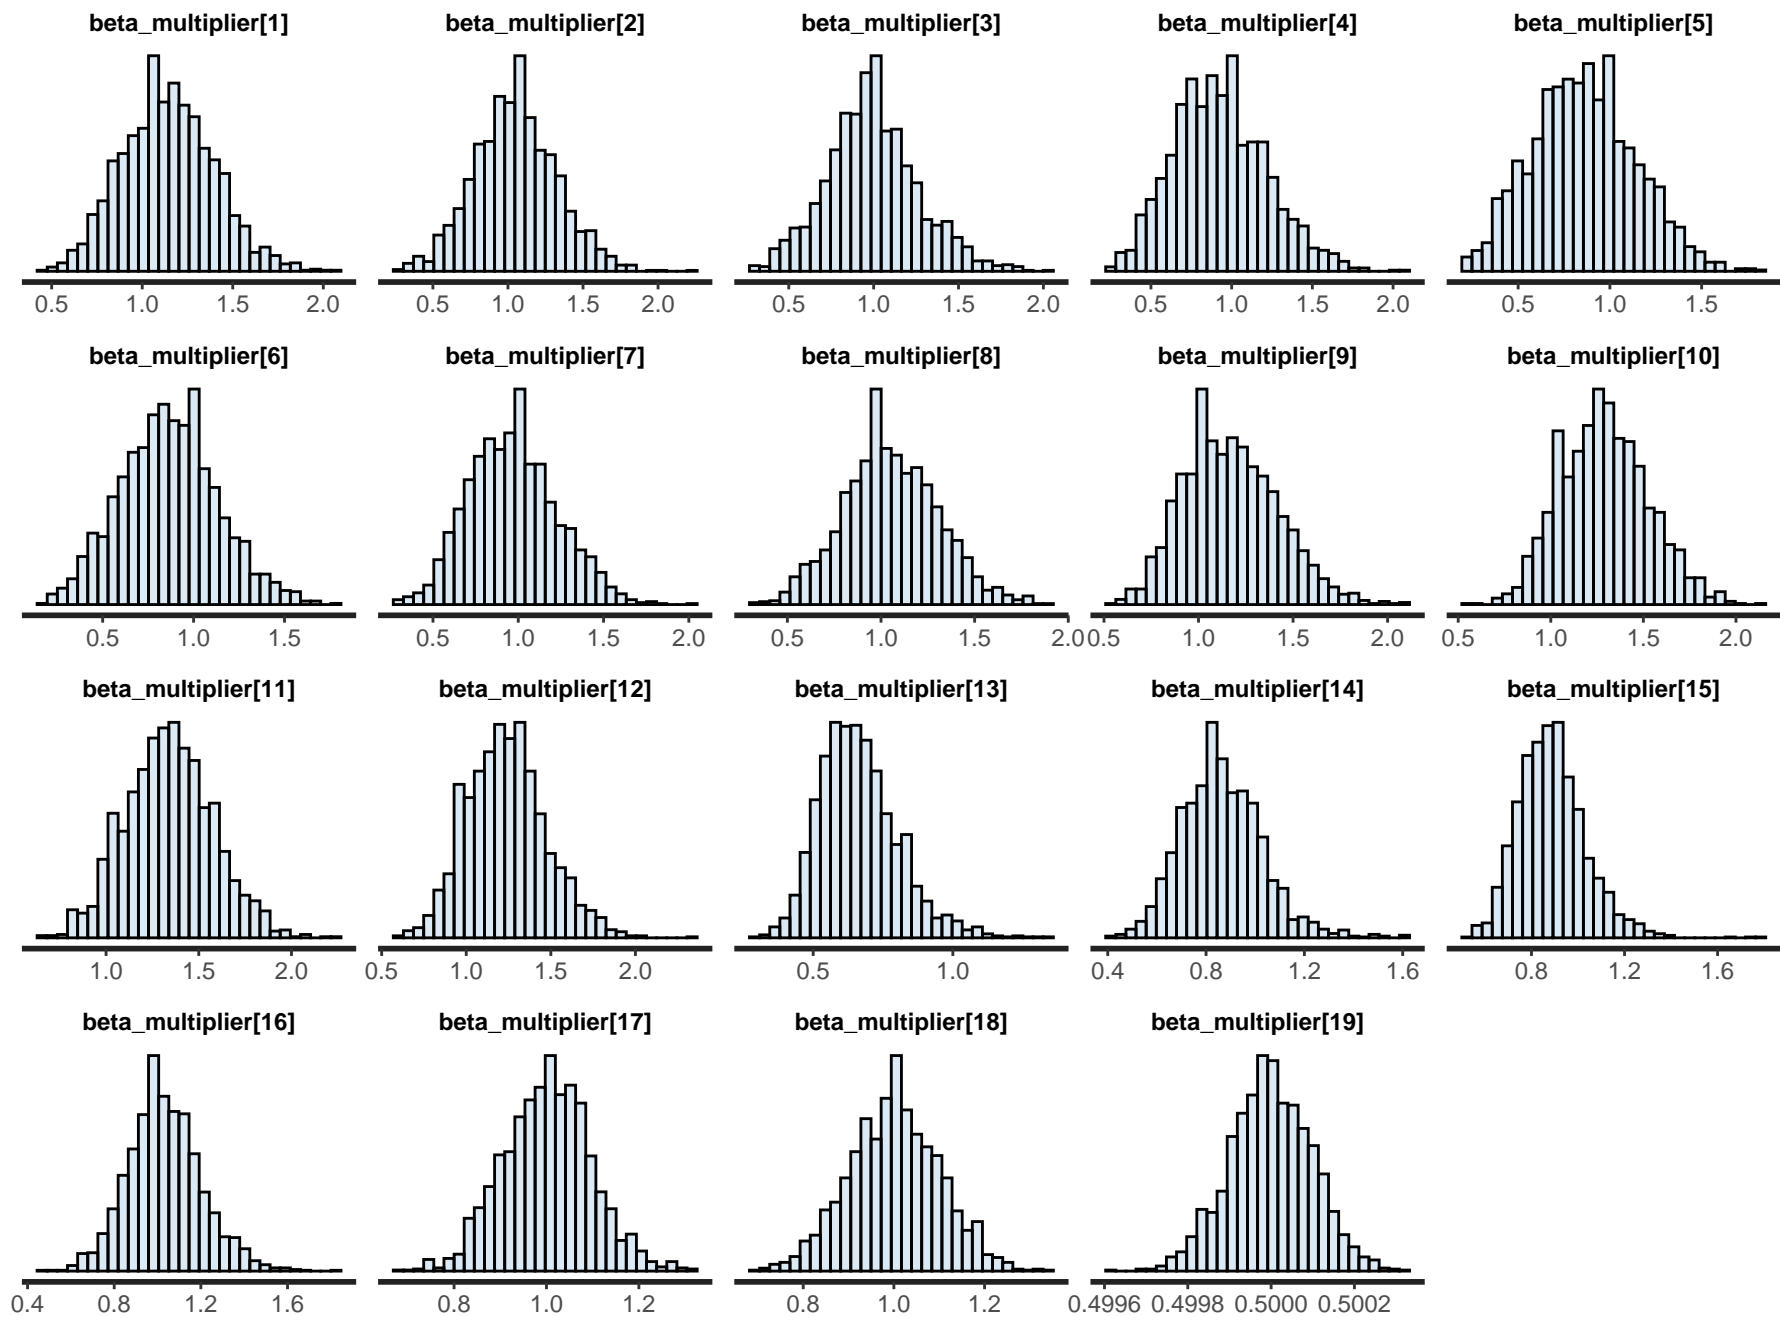 beta_multiplier[1] beta_multiplier[2] beta_multiplier[3] beta_multiplier[4] beta_multiplier[5]
0.5 1.0 1.5 2.0 0.5 1.0 1.5 2.0 0.5 1.0 1.5 2.0 0.5 1.0 1.5 2.0 0.5 1.0 1.5
beta_multiplier[6] beta_multiplier[7] beta_multiplier[8] beta_multiplier[9] beta_multiplier[10]
0.5 1.0 1.5 0.5 1.0 1.5 2.0 0.5 1.0 1.5 2.0 0.5 1.0 1.5 2.0 0.5 1.0 1.5 2.0
beta_multiplier[11] beta_multiplier[12] beta_multiplier[13] beta_multiplier[14] beta_multiplier[15]
1.0 1.5 2.0 0.5 1.0 1.5 2.0 0.5 1.0 0.4 0.8 1.2 1.6 0.8 1.2 1.6
beta_multiplier[16] beta_multiplier[17] beta_multiplier[18] beta_multiplier[19]
0.4 0.8 1.2 1.6 0.8 1.0 1.2 0.8 1.0 1.2 0.4996 0.4998 0.5000 0.5002